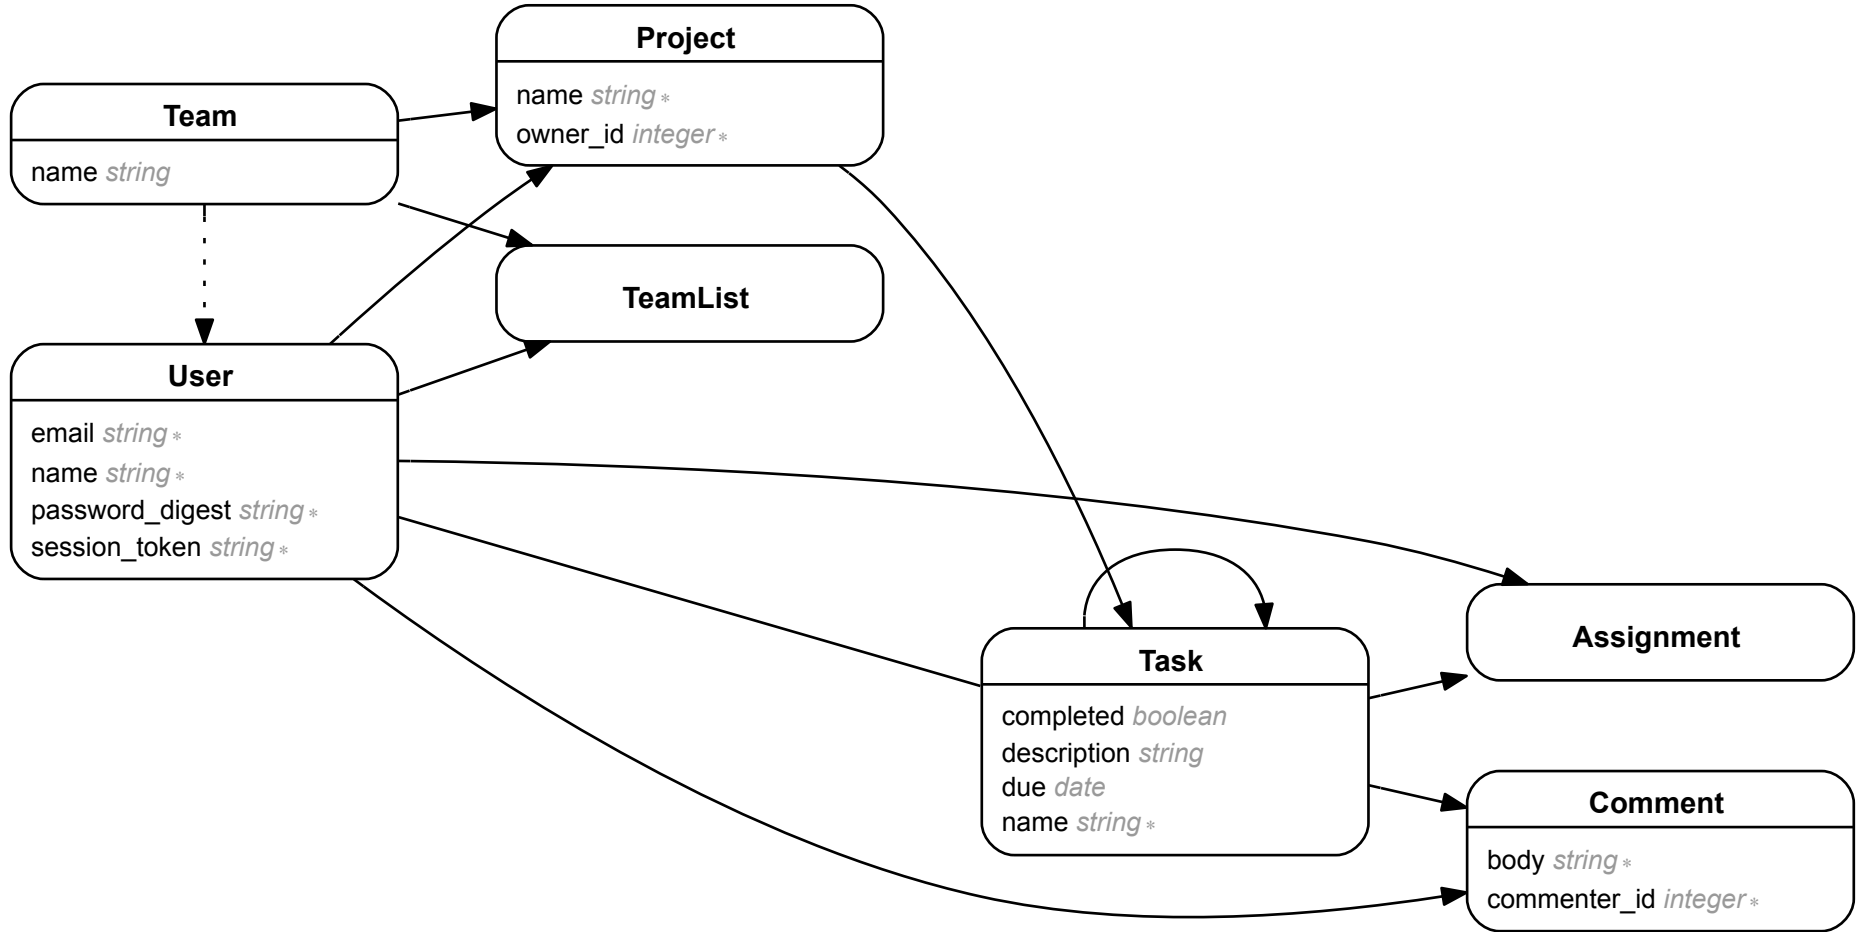 Project
name string *
owner_id integer *
Team
name string
TeamList
User
email string *
name string *
password_digest string *
session_token string *
Assignment
Task
completed boolean
description string
due date
name string *
Comment
body string *
commenter_id integer *